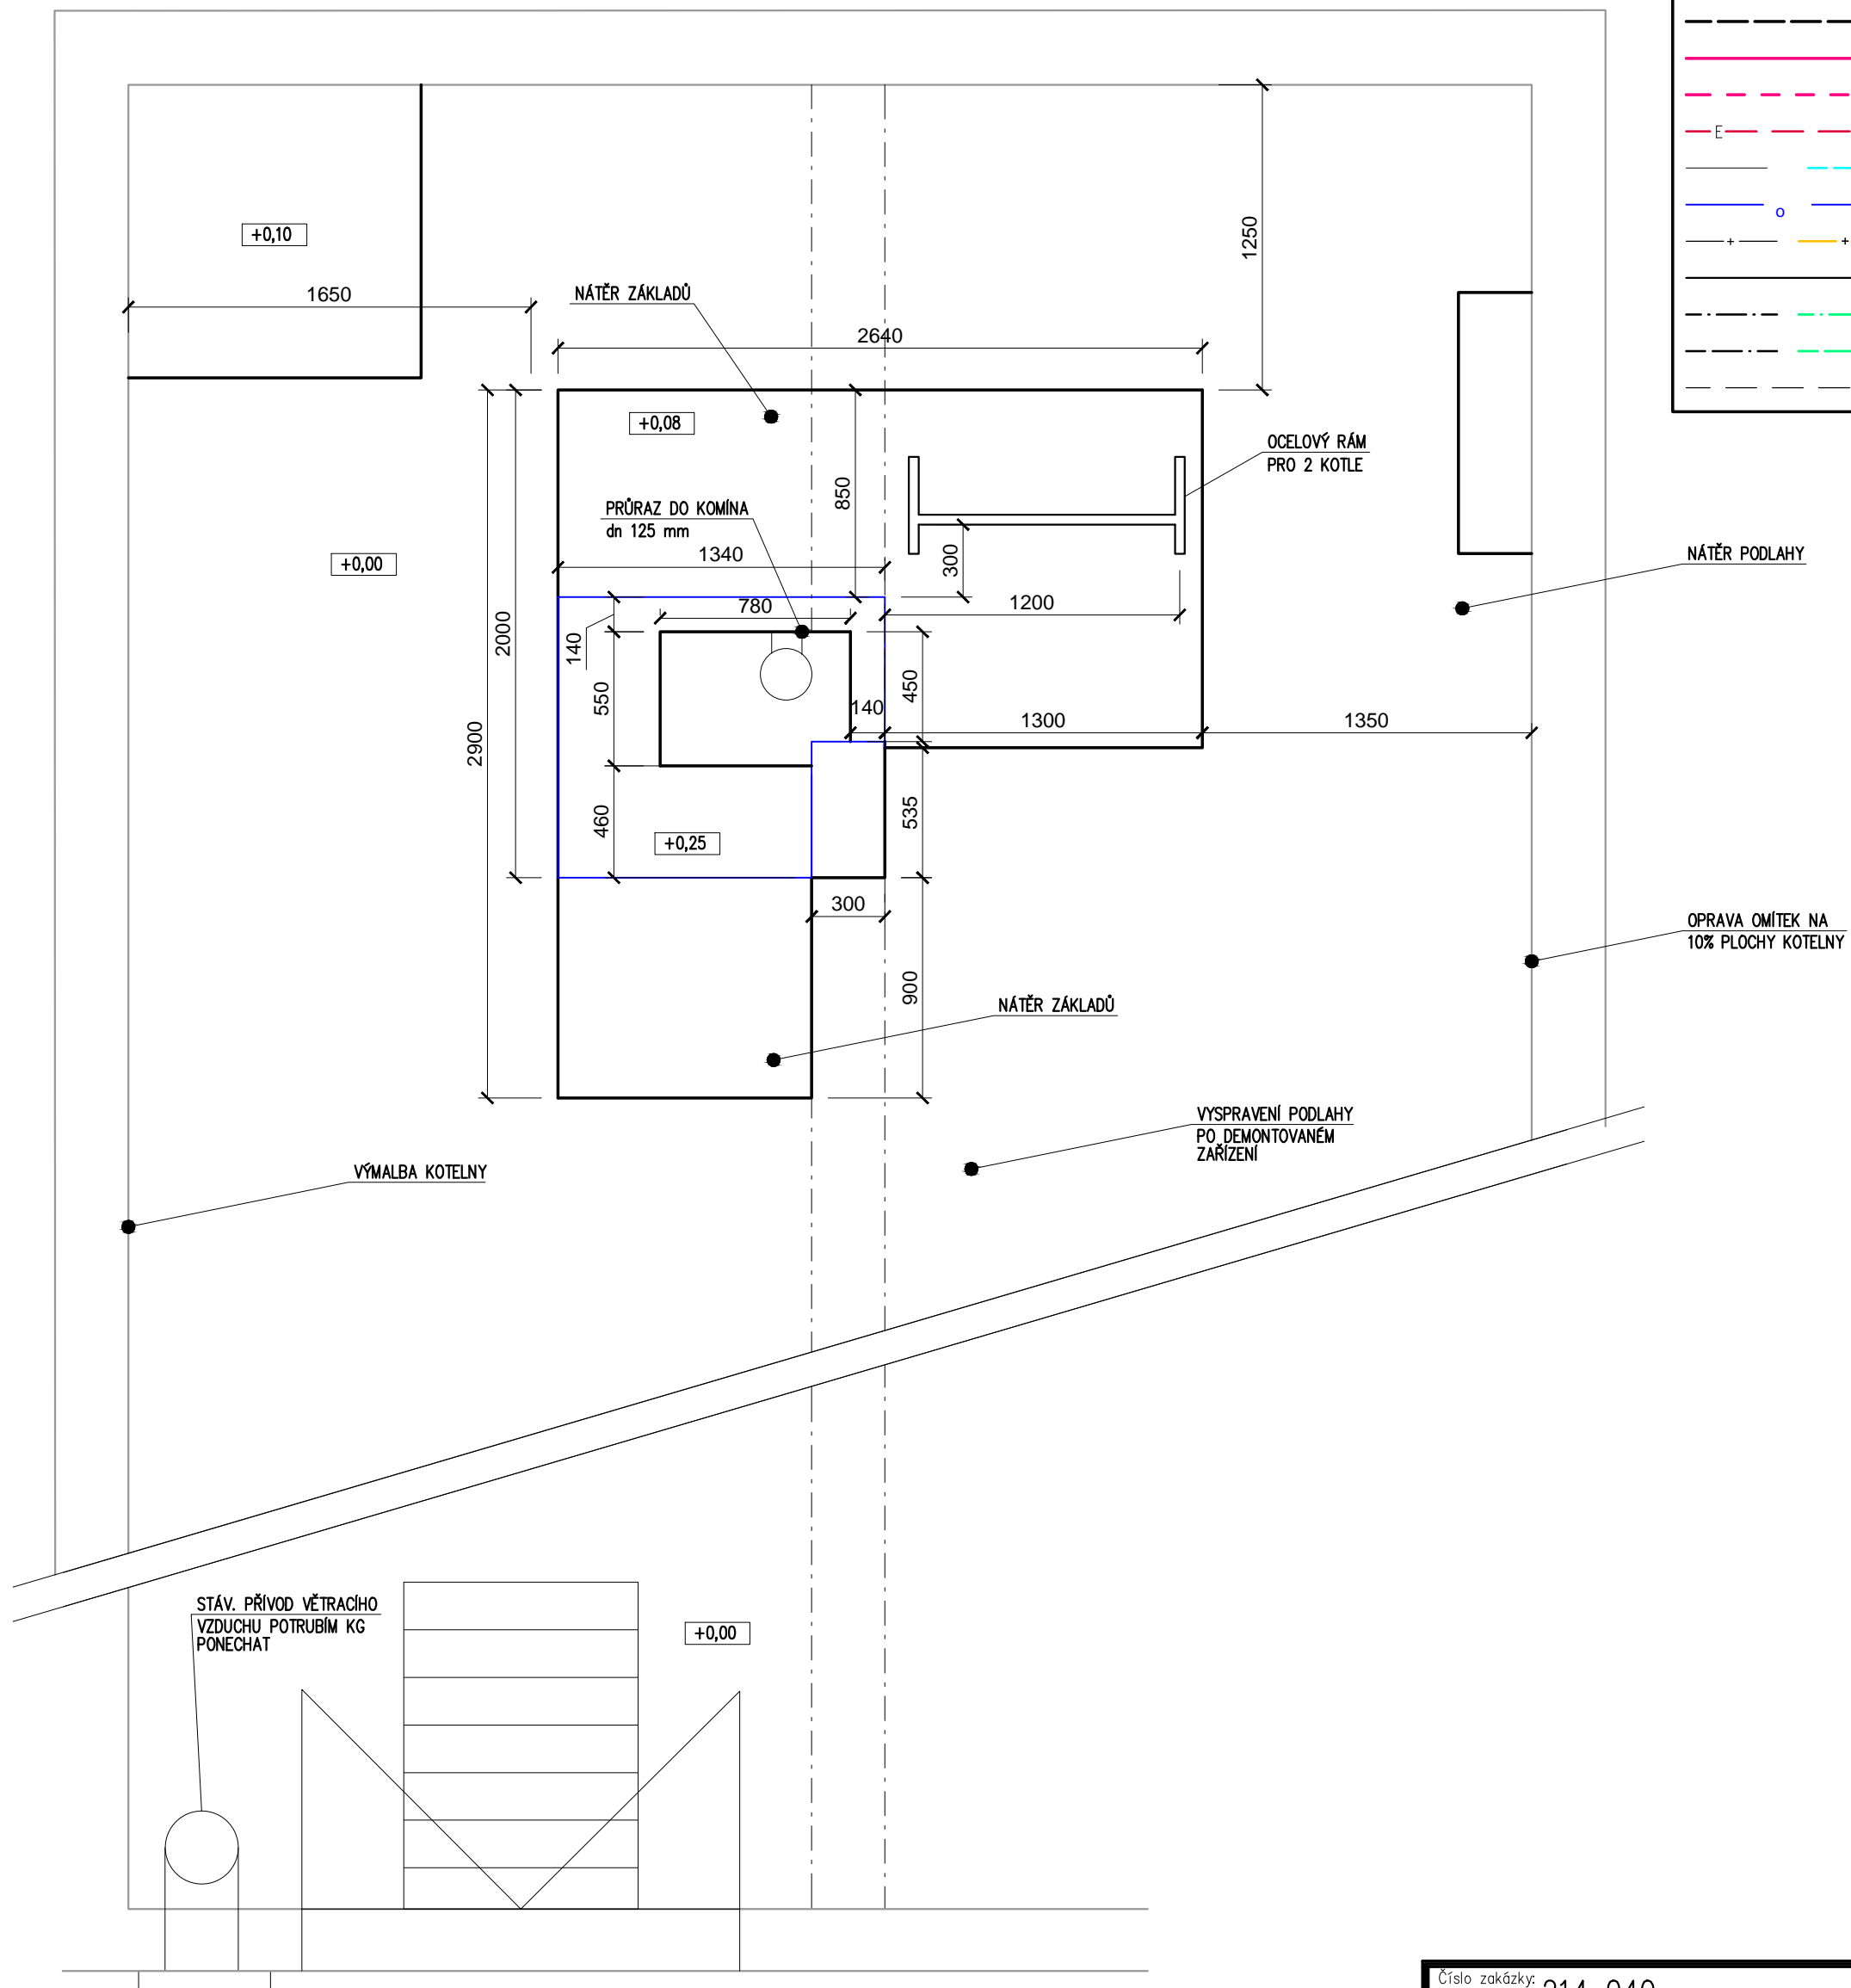 E
o
+
+
+0,10
1250
1650
NÁTĚR ZÁKLADŮ
2640
+0,08
OCELOVÝ RÁM
PRO 2 KOTLE
850
PRŮRAZ DO KOMÍNA
dn 125 mm
1340
300
+0,00
NÁTĚR PODLAHY
780
1200
2000
140
550
450
140
1300
1350
2900
460
535
+0,25
300
OPRAVA OMÍTEK NA
10% PLOCHY KOTELNY
900
NÁTĚR ZÁKLADŮ
VYSPRAVENÍ PODLAHY
PO DEMONTOVANÉM
ZAŘÍZENÍ
VÝMALBA KOTELNY
STÁV. PŘÍVOD VĚTRACÍHO
VZDUCHU POTRUBÍM KG
PONECHAT
+0,00
Číslo zakázky: